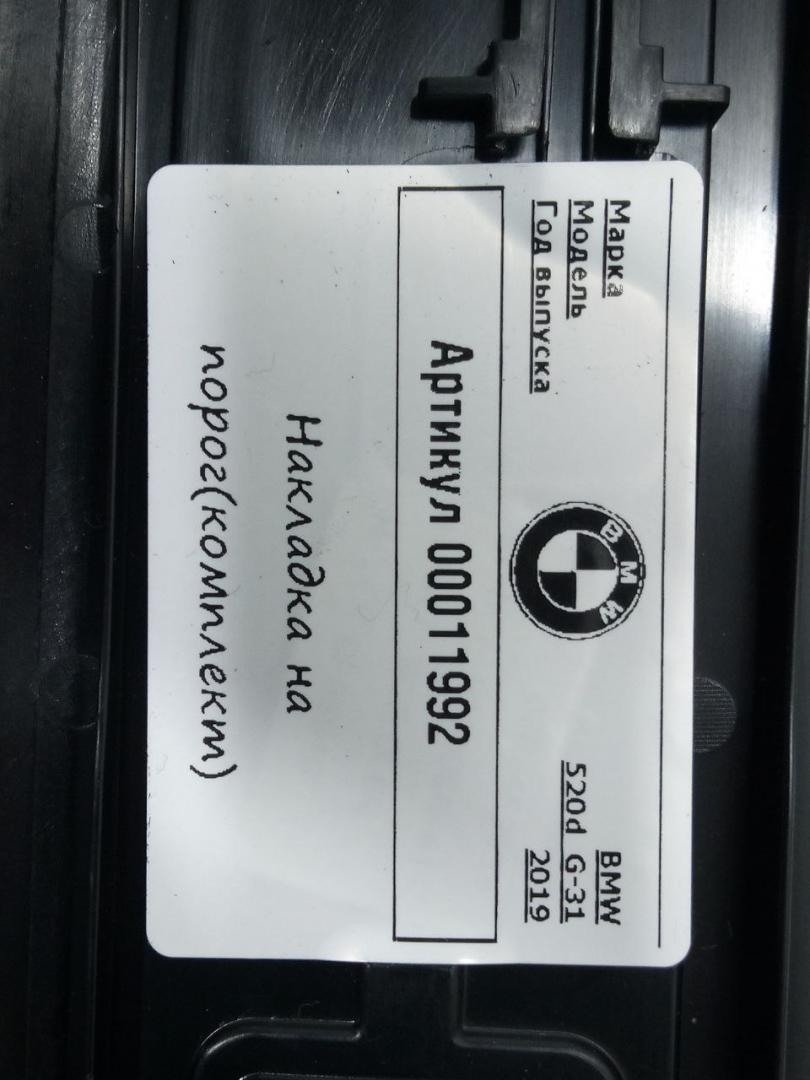 Марка BMW
Модель 520d G-31
Год выпуска 2019
BMW
Артикул 00011992
Накладка на
порог(комплект)